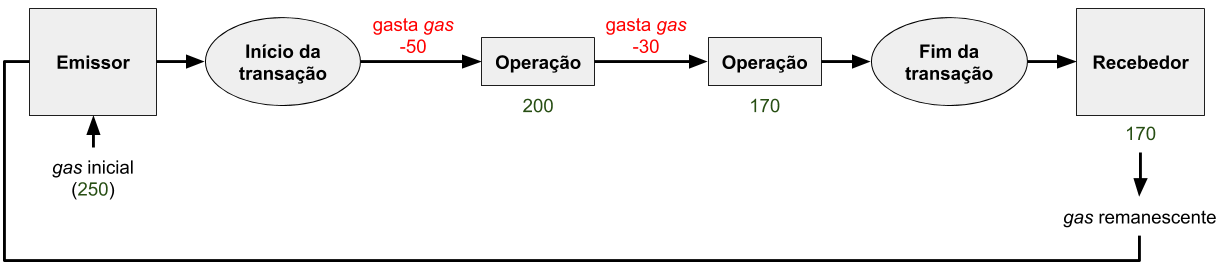 Emissor
Início da
transação
gasta gas
-50
Operação
200
gasta gas
-30
Operação
170
Fim da
transação
Recebedor
170
gas inicial
(250)
gas remanescente